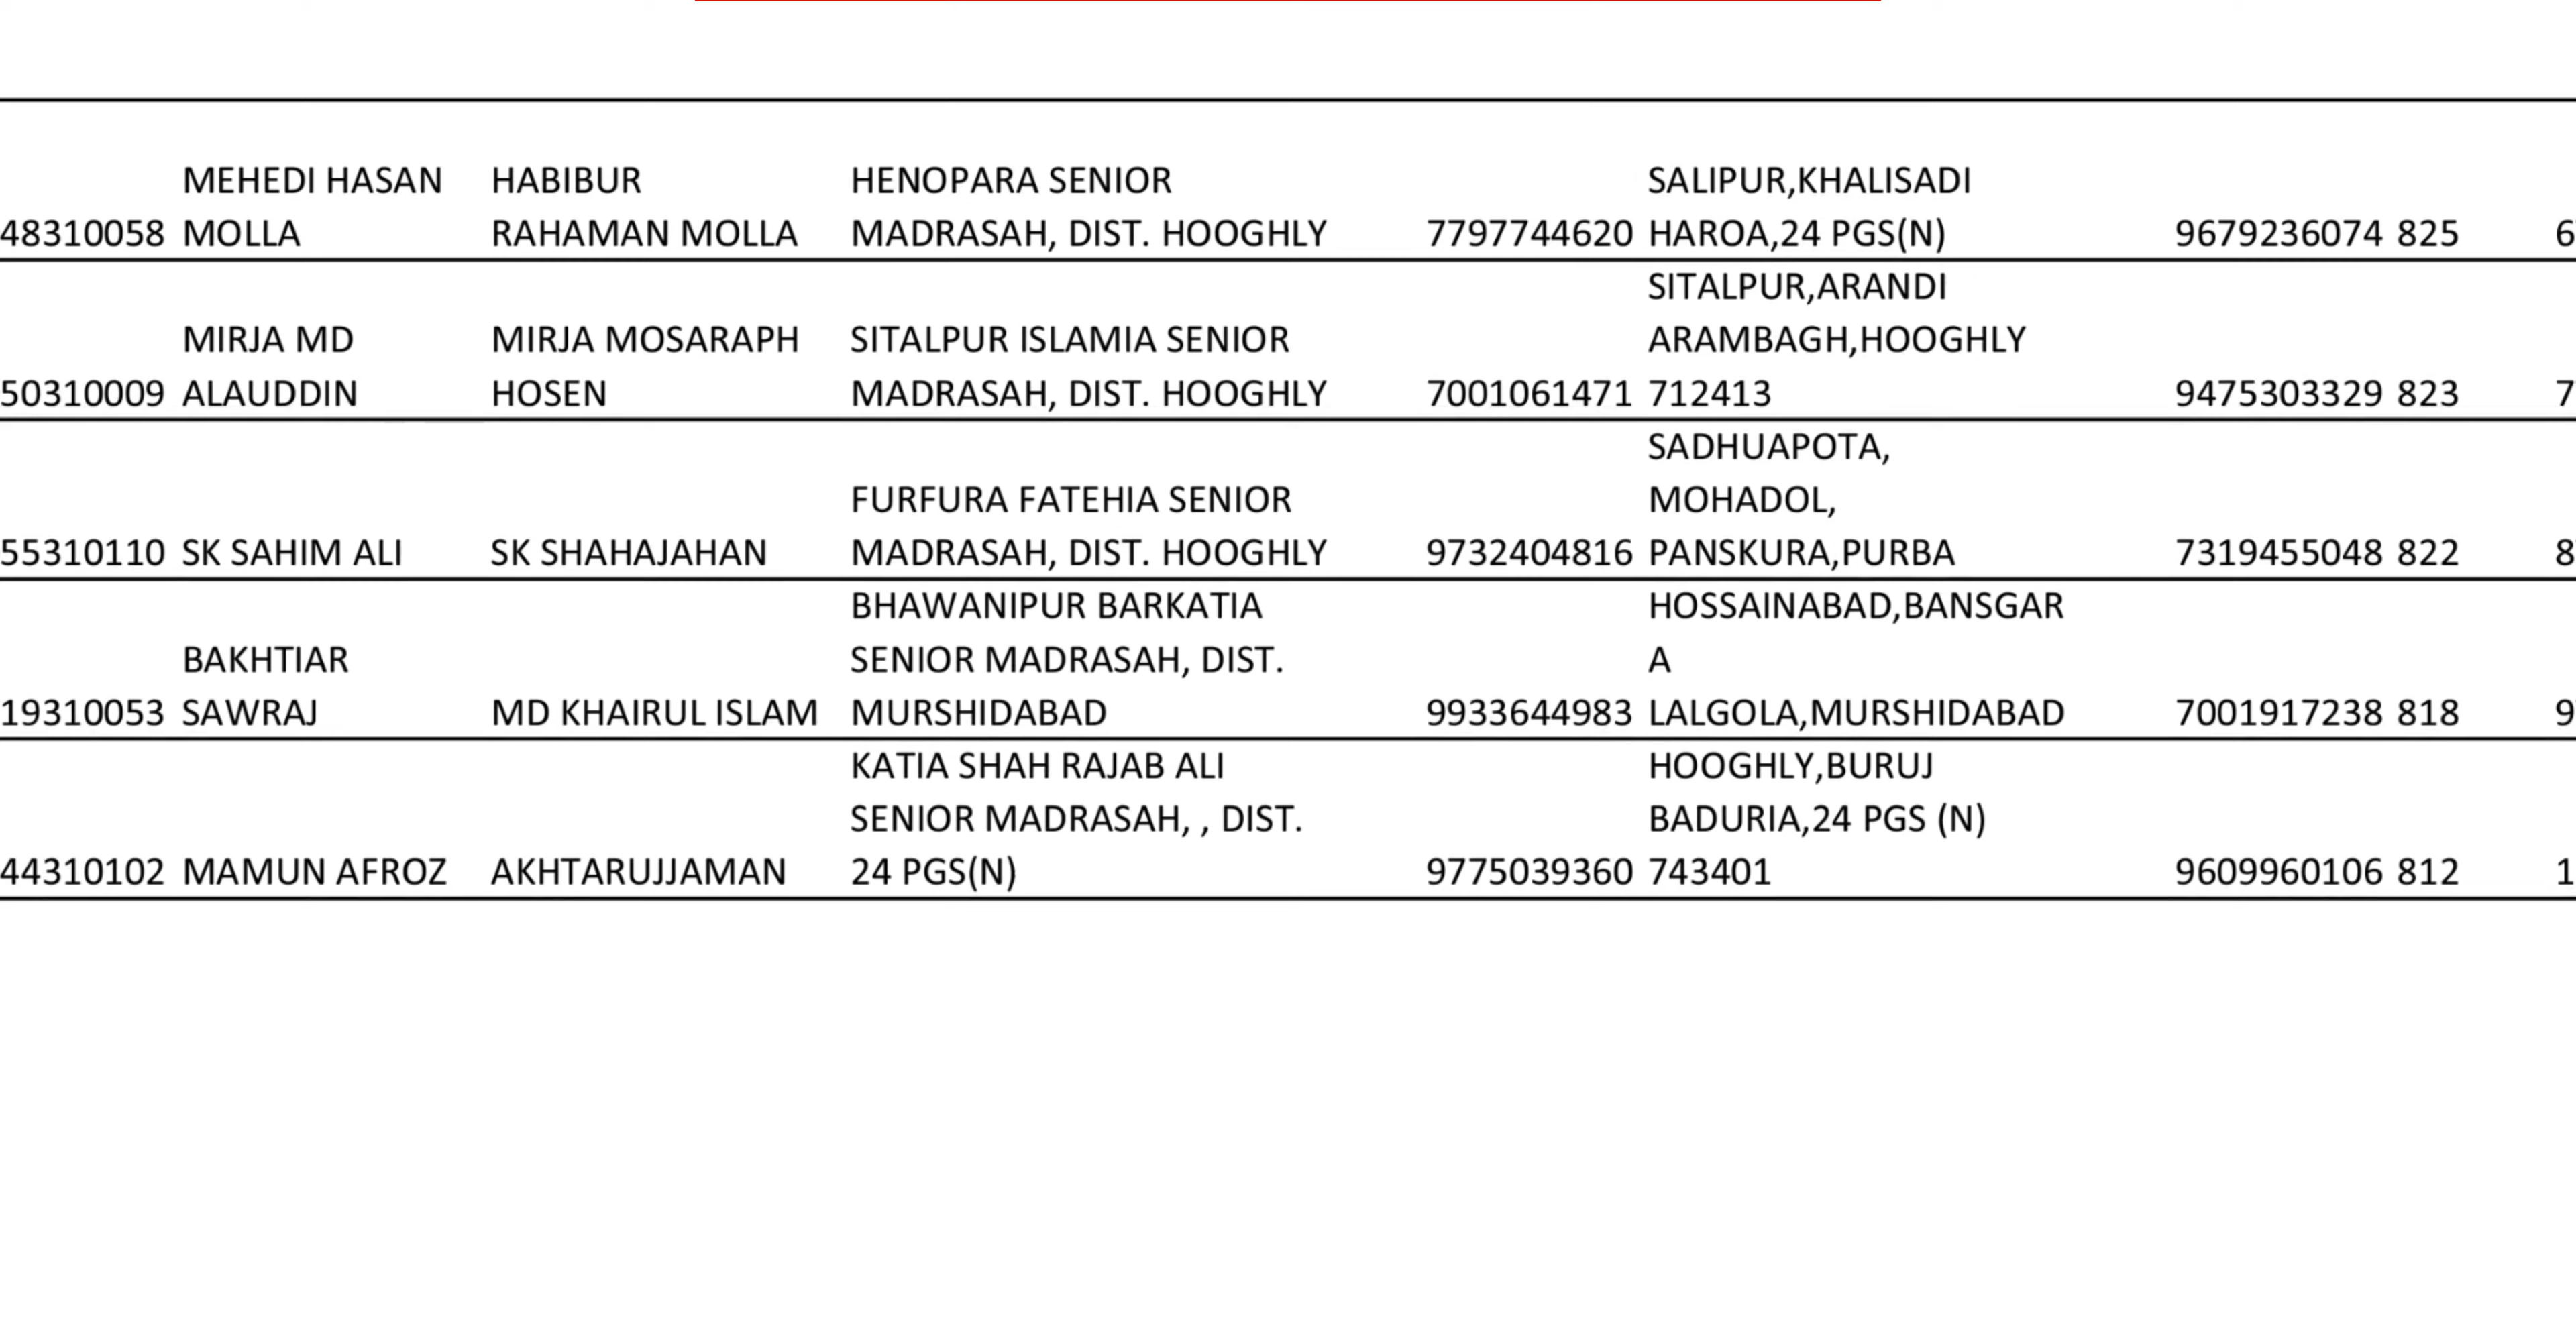 MEHEDI HASAN HABIBUR HENOPARA SENIOR SALIPUR,KHALISADI
48310058 MOLLA RAHAMAN MOLLA MADRASAH, DIST. HOOGHLY 7797744620 HAROA,24 PGS(N) 9679236074 825 6
SITALPUR,ARANDI
MIRJA MD MIRJA MOSARAPH SITALPUR ISLAMIA SENIOR ARAMBAGH,HOOGHLY
50310009 ALAUDDIN HOSEN MADRASAH, DIST. HOOGHLY 7001061471 712413 9475303329 823 7
SADHUAPOTA,
FURFURA FATEHIA SENIOR MOHADOL,
55310110 SK SAHIM ALI SK SHAHAJAHAN MADRASAH, DIST. HOOGHLY 9732404816 PANSKURA,PURBA 7319455048 822 8
BHAWANIPUR BARKATIA HOSSAINABAD,BANSGAR
BAKHTIAR SENIOR MADRASAH, DIST. A
19310053 SAWRAJ MD KHAIRUL ISLAM MURSHIDABAD 9933644983 LALGOLA,MURSHIDABAD 7001917238 818 9
KATIA SHAH RAJAB ALI HOOGHLY,BURUJ
SENIOR MADRASAH, , DIST. BADURIA,24 PGS (N)
44310102 MAMUN AFROZ AKHTARUJJAMAN 24 PGS(N) 9775039360 743401 9609960106 812 1